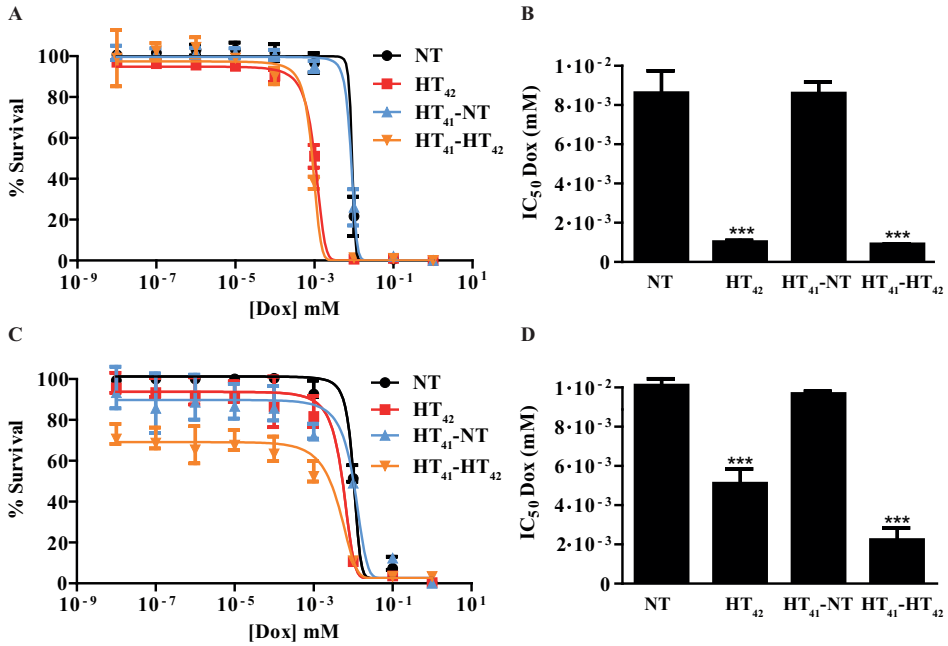 A
% Survival
100
80
60
40
20
0
10⁻⁹
10⁻⁷
10⁻⁵
10⁻³
10⁻¹
10¹
[Dox] mM
NT
HT₄₂
HT₄₁-NT
HT₄₁-HT₄₂
B
IC₅₀ Dox (mM)
1·10⁻²
8·10⁻³
6·10⁻³
4·10⁻³
2·10⁻³
0
***
***
NT
HT₄₂
HT₄₁-NT
HT₄₁-HT₄₂
C
% Survival
100
80
60
40
20
0
10⁻⁹
10⁻⁷
10⁻⁵
10⁻³
10⁻¹
10¹
[Dox] mM
NT
HT₄₂
HT₄₁-NT
HT₄₁-HT₄₂
D
IC₅₀ Dox (mM)
1·10⁻²
8·10⁻³
6·10⁻³
4·10⁻³
2·10⁻³
0
***
***
NT
HT₄₂
HT₄₁-NT
HT₄₁-HT₄₂